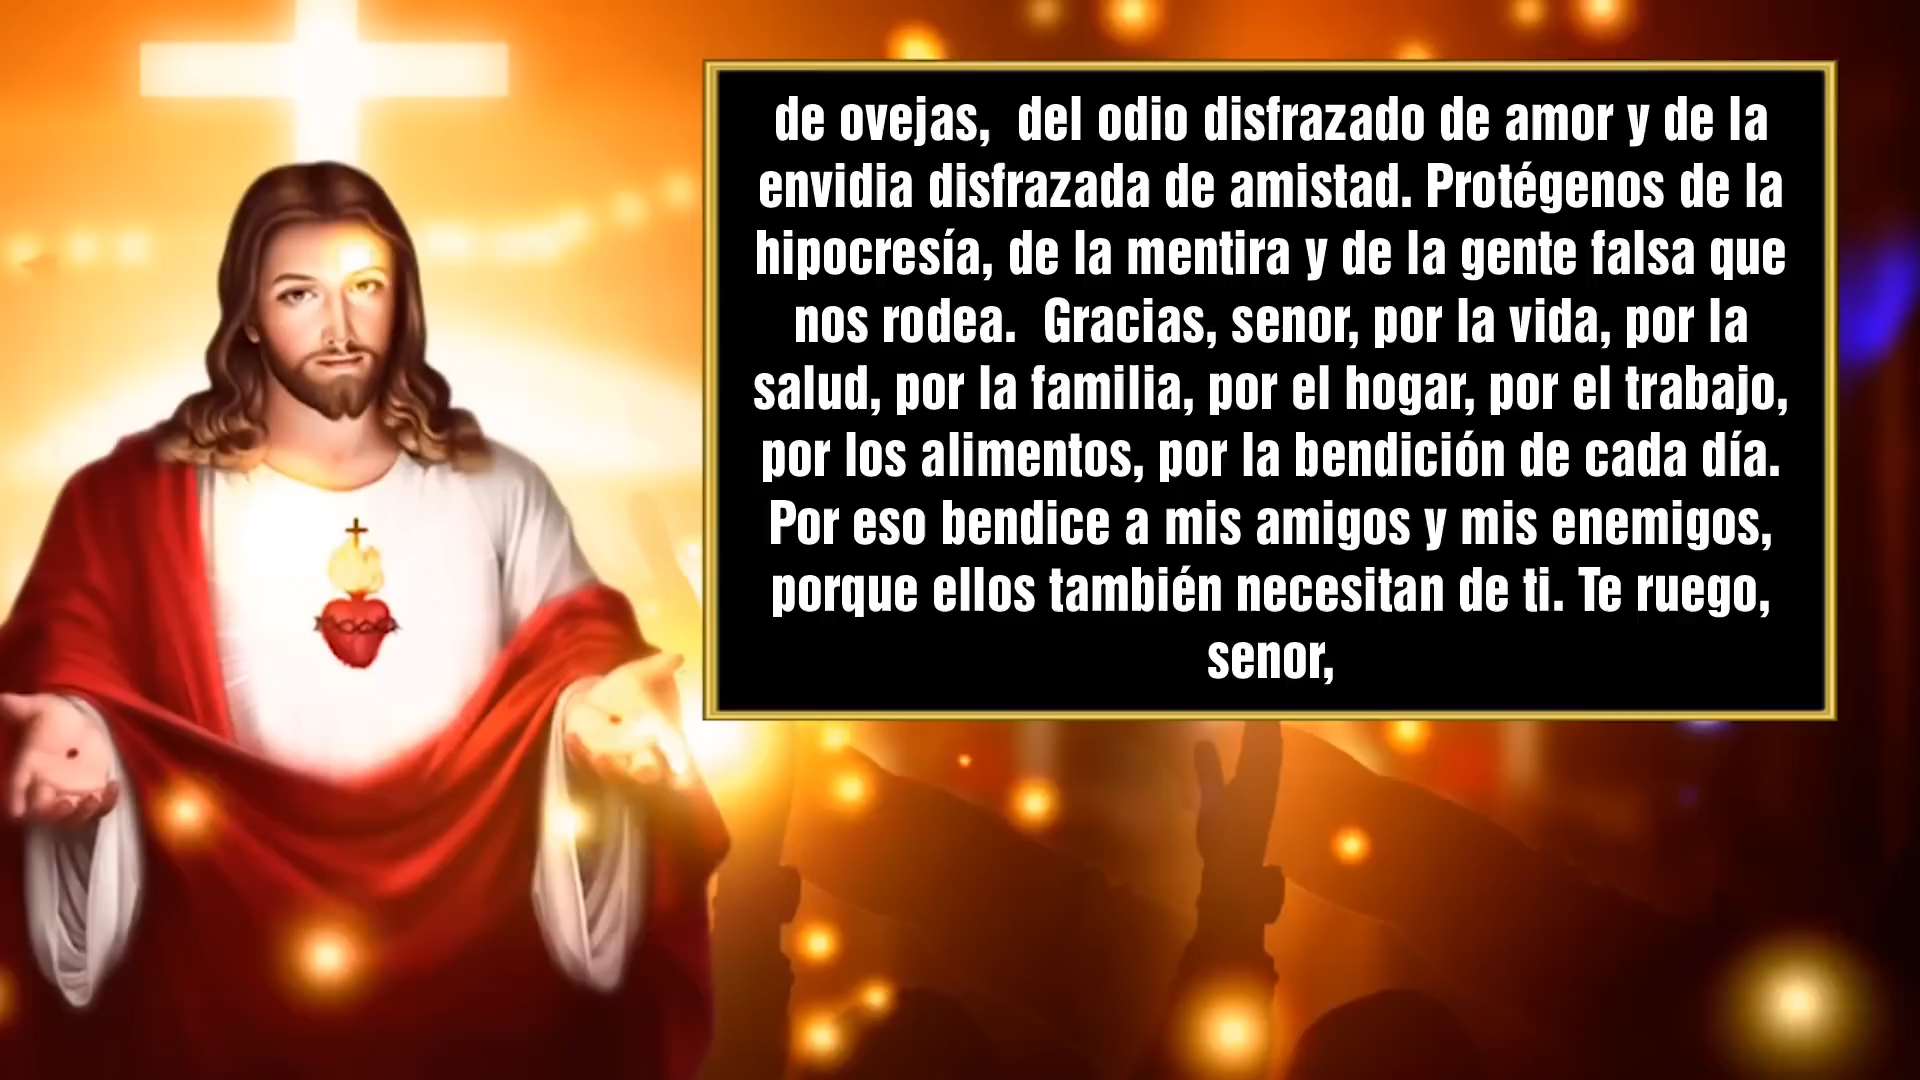 de ovejas,  del odio disfrazado de amor y de la
envidia disfrazada de amistad. Protégenos de la
hipocresía, de la mentira y de la gente falsa que
nos rodea.  Gracias, senor, por la vida, por la
salud, por la familia, por el hogar, por el trabajo,
por los alimentos, por la bendición de cada día.
Por eso bendice a mis amigos y mis enemigos,
porque ellos también necesitan de ti. Te ruego,
senor,